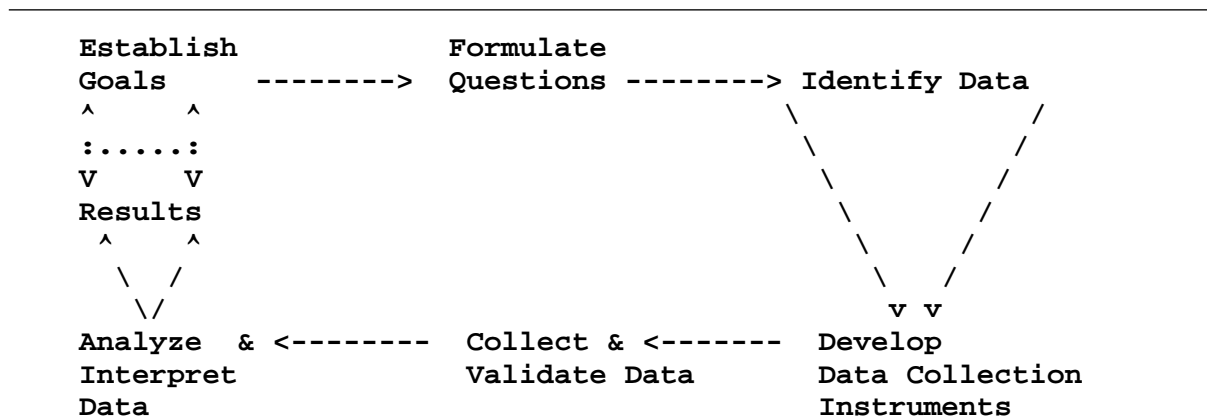 Establish Formulate
Goals --------> Questions --------> Identify Data
^ ^ \ /
:.....: \ /
V V \ /
Results \ /
^ ^ \ /
\ / \ /
\/ v v
Analyze & <-------- Collect & <------- Develop
Interpret Validate Data Data Collection
Data Instruments